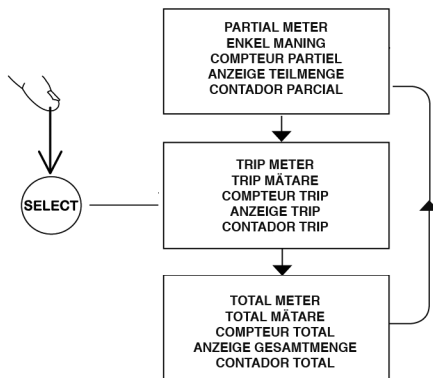 PARTIAL METER
ENKEL MANING
COMPTEUR PARTIEL
ANZEIGE TEILMENGE
CONTADOR PARCIAL
SELECT
TRIP METER
TRIP MÄTARE
COMPTEUR TRIP
ANZEIGE TRIP
CONTADOR TRIP
TOTAL METER
TOTAL MÄTARE
COMPTEUR TOTAL
ANZEIGE GESAMTMENGE
CONTADOR TOTAL